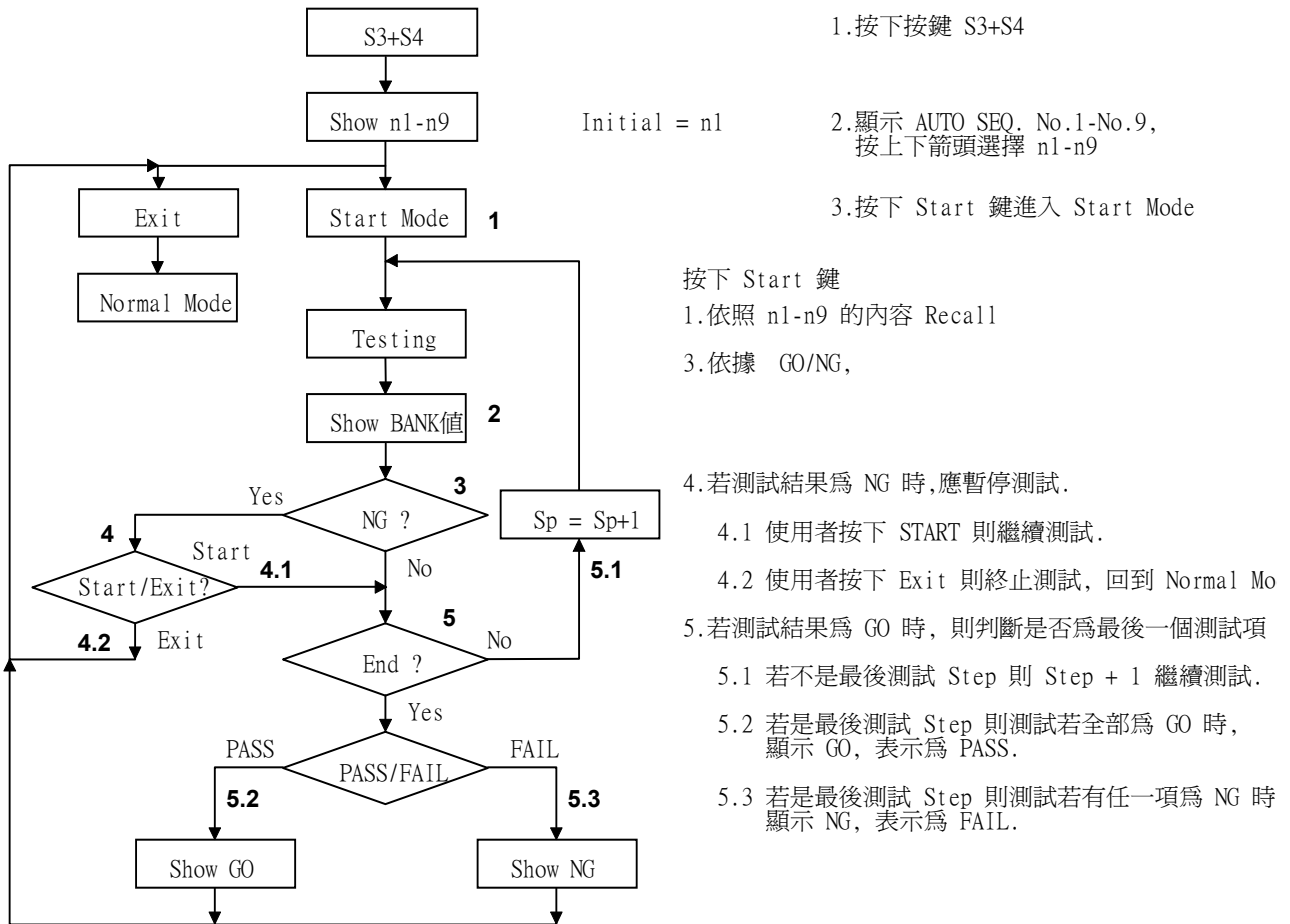 S3+S4
Show n1-n9
Initial = n1
Exit
Start Mode
1
Normal Mode
Testing
Show BANK値
2
Yes
3
NG ?
Sp = Sp+1
4
Start
No
Start/Exit?
4.1
5.1
4.2
Exit
5
No
End ?
Yes
PASS
FAIL
PASS/FAIL
5.2
5.3
Show GO
Show NG
1.按下按鍵 S3+S4
2.顯示 AUTO SEQ. No.1-No.9,
按上下箭頭選擇 n1-n9
3.按下 Start 鍵進入 Start Mode
按下 Start 鍵
1.依照 n1-n9 的內容 Recall
3.依據 GO/NG,
4.若測試結果爲 NG 時,應暫停測試.
4.1 使用者按下 START 則繼續測試.
4.2 使用者按下 Exit 則終止測試, 回到 Normal Mo
5.若測試結果爲 GO 時, 則判斷是否爲最後一個測試項
5.1 若不是最後測試 Step 則 Step + 1 繼續測試.
5.2 若是最後測試 Step 則測試若全部爲 GO 時,
顯示 GO, 表示爲 PASS.
5.3 若是最後測試 Step 則測試若有任一項爲 NG 時
顯示 NG, 表示爲 FAIL.